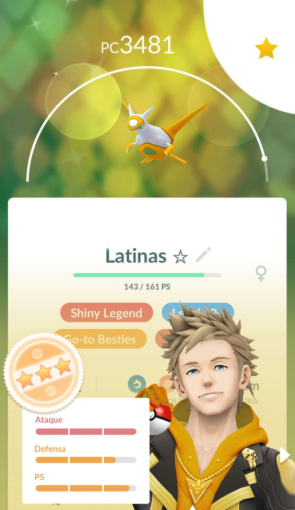 PC3481
Latinas ☆
143 / 161 PS
Shiny Legend
Go-to Besties
Ataque
Defensa
PS